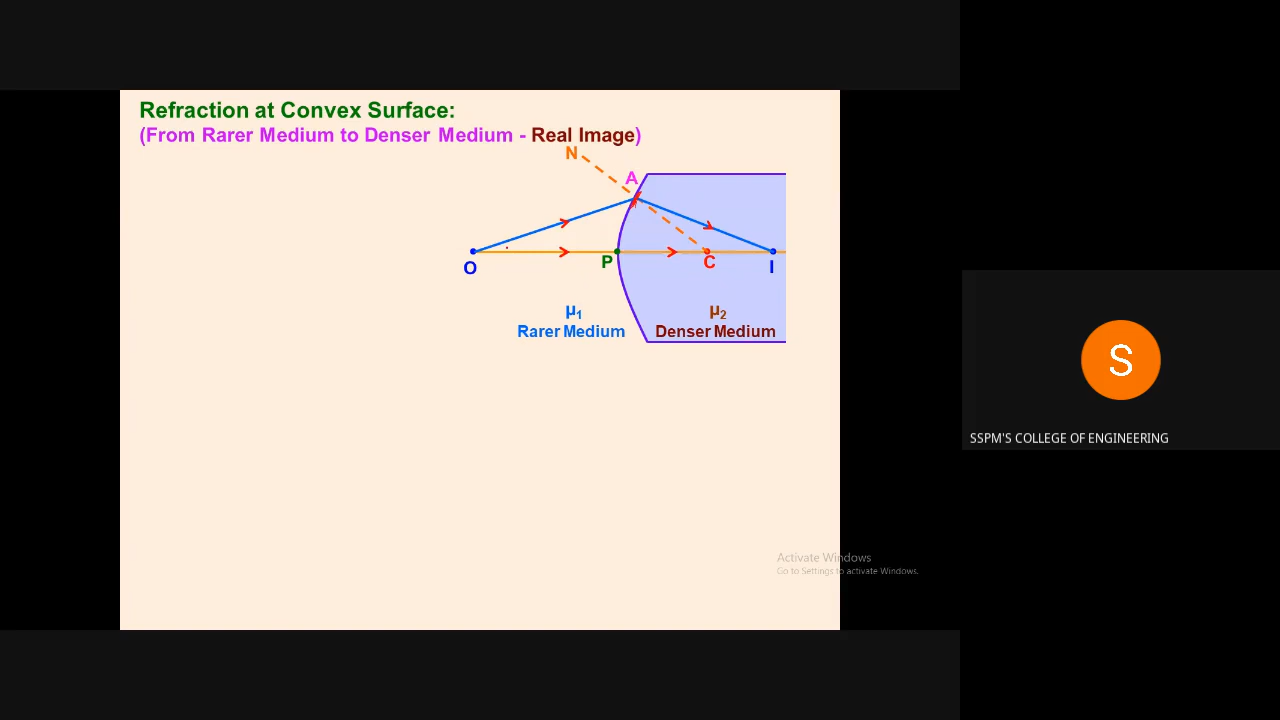 Refraction at Convex Surface:
(From Rarer Medium to Denser Medium - Real Image)
N
A
O
P
C
I
μ₁
Rarer Medium
μ₂
Denser Medium
S
SSPM'S COLLEGE OF ENGINEERING
Activate Windows
Go to Settings to activate Windows.